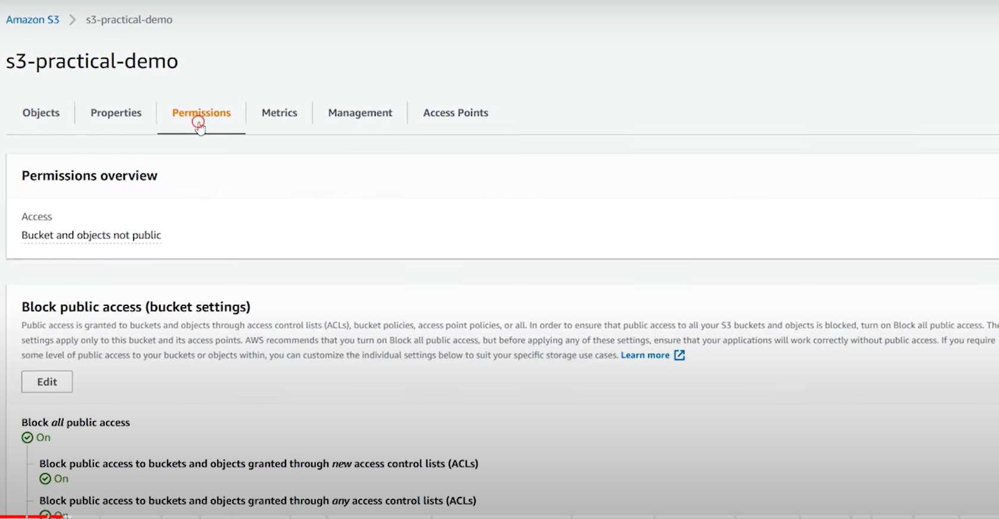 Amazon S3 > s3-practical-demo
s3-practical-demo
Objects Properties Permissions Metrics Management Access Points
Permissions overview
Access
Bucket and objects not public
Block public access (bucket settings)
Public access is granted to buckets and objects through access control lists (ACLs), bucket policies, access point policies, or all. In order to ensure that public access to all your S3 buckets and objects is blocked, turn on Block all public access. The
settings apply only to this bucket and its access points. AWS recommends that you turn on Block all public access, but before applying any of these settings, ensure that your applications will work correctly without public access. If you require
some level of public access to your buckets or objects within, you can customize the individual settings below to suit your specific storage use cases. Learn more
Edit
Block all public access
On
Block public access to buckets and objects granted through new access control lists (ACLs)
On
Block public access to buckets and objects granted through any access control lists (ACLs)
On